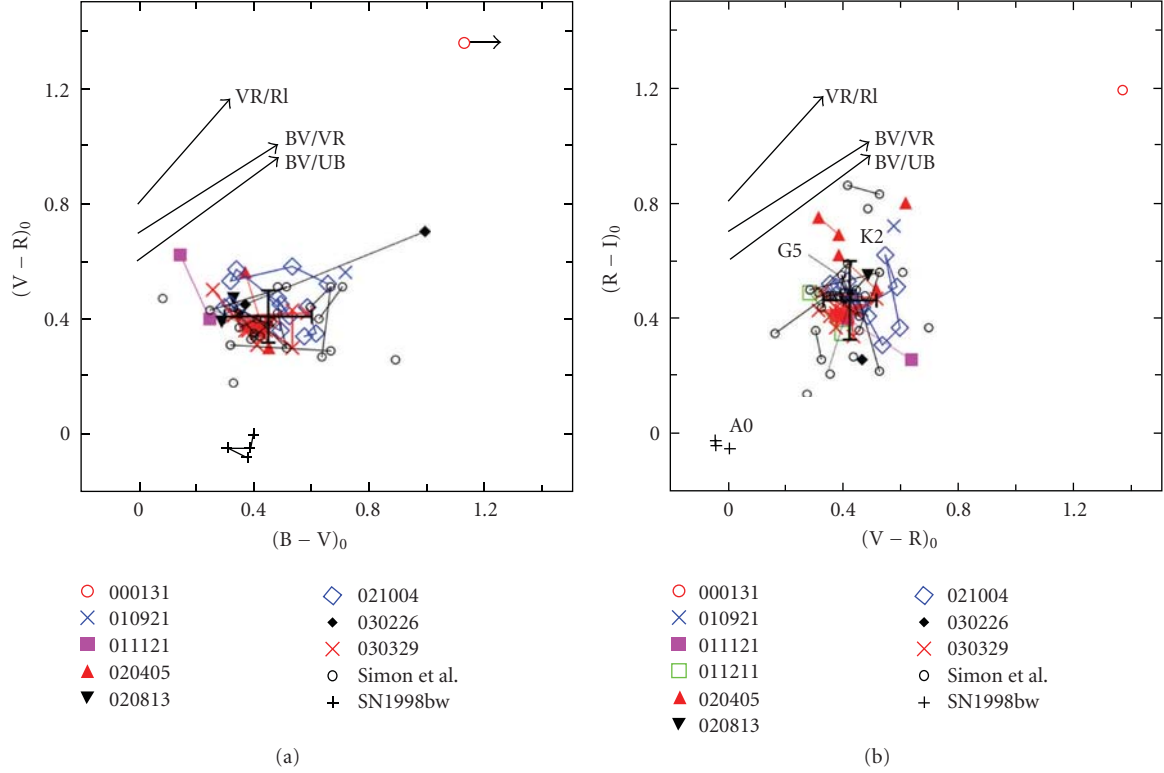 1.2
0.8
0.4
0
(V − R)₀
VR/Rl
BV/VR
BV/UB
0
0.4
0.8
1.2
(B − V)₀
000131
010921
011121
020405
020813
021004
030226
030329
Simon et al.
SN1998bw
(a)
1.2
0.8
0.4
0
(R − I)₀
VR/Rl
BV/VR
BV/UB
K2
G5
A0
0
0.4
0.8
1.2
(V − R)₀
000131
010921
011121
011211
020405
020813
021004
030226
030329
Simon et al.
SN1998bw
(b)